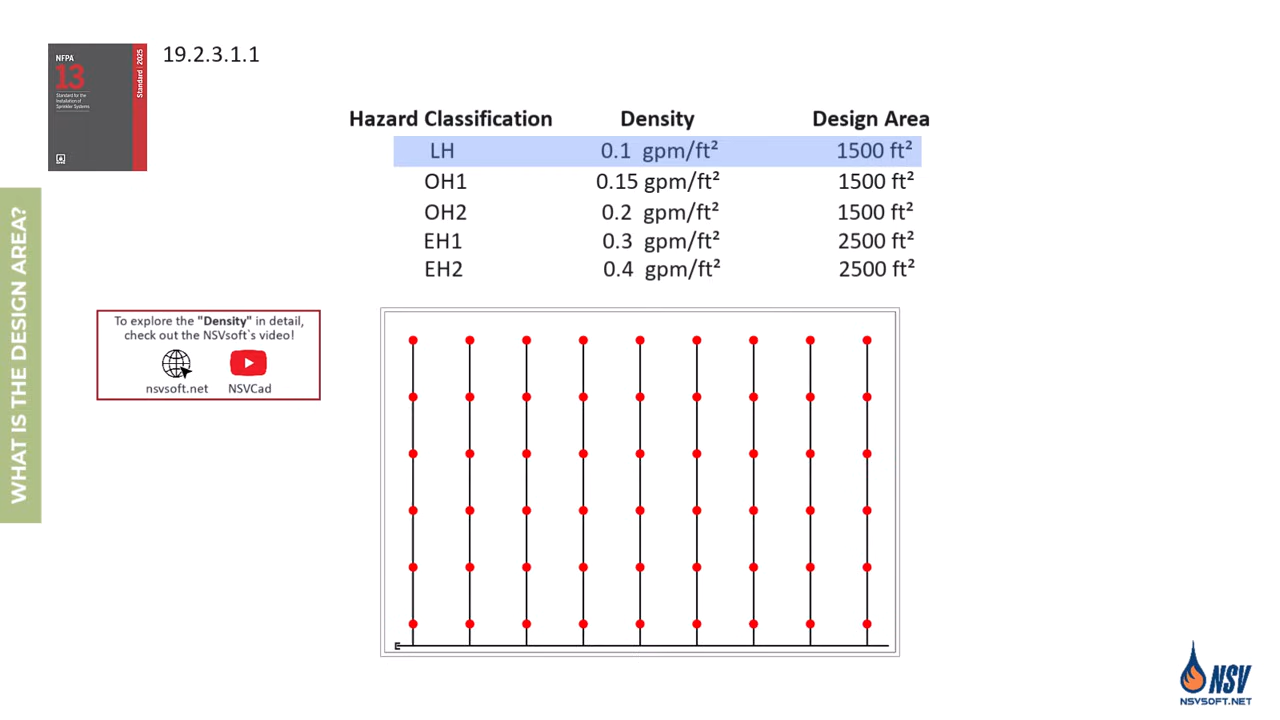 19.2.3.1.1
NFPA
13
Standard for the
Installation of
Sprinkler Systems
Standard | 2025
Hazard Classification Density Design Area
LH 0.1 gpm/ft² 1500 ft²
OH1 0.15 gpm/ft² 1500 ft²
OH2 0.2 gpm/ft² 1500 ft²
EH1 0.3 gpm/ft² 2500 ft²
EH2 0.4 gpm/ft² 2500 ft²
WHAT IS THE DESIGN AREA?
To explore the "Density" in detail,
check out the NSVsoft`s video!
nsvsoft.net NSVCad
NSV
NSVSOFT.NET